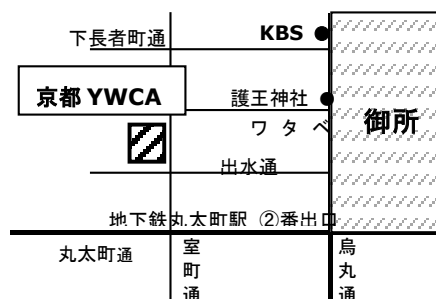 下長者町通
KBS
京都 YWCA
護王神社
ワタベ
御所
出水通
地下鉄丸太町駅 ②番出口
丸太町通
室町通
烏丸通